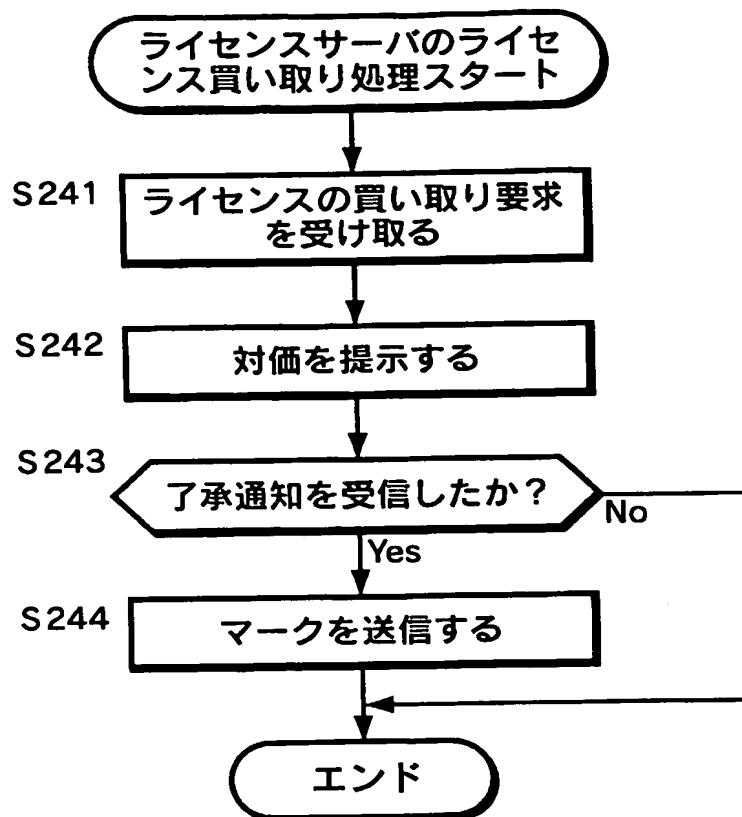 ライセンスサーバのライセ
ンス買い取り処理スタート
S241
ライセンスの買い取り要求
を受け取る
S242
対価を提示する
S243
了承通知を受信したか？
No
Yes
S244
マークを送信する
エンド